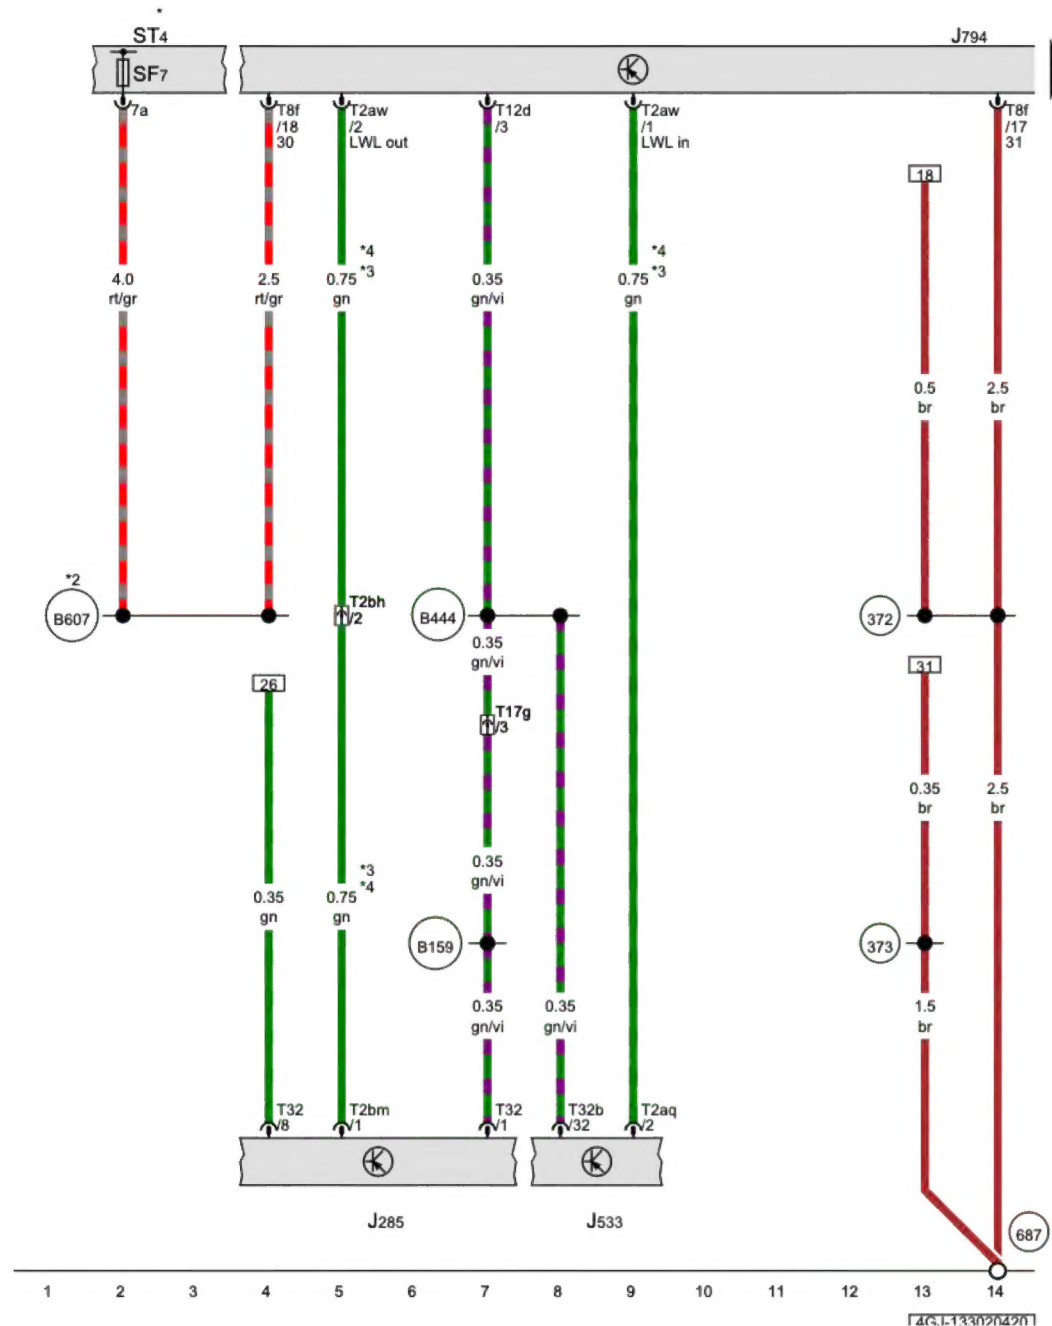 *
ST4
J794
SF7
7a
T8f
/18
30
T2aw
/2
LWL out
T12d
/3
T2aw
/1
LWL in
T8f
/17
31
18
*4
*3
*4
*3
4.0
rt/gr
2.5
rt/gr
0.75
gn
0.35
gn/vi
0.75
gn
0.5
br
2.5
br
*2
B607
T2bh
/2
B444
372
0.35
gn/vi
26
31
T17g
/3
0.35
br
2.5
br
0.35
gn
*3
*4
0.75
gn
0.35
gn/vi
B159
373
0.35
gn/vi
0.35
gn/vi
1.5
br
T32
/8
T2bm
/1
T32
/1
T32b
/32
T2aq
/2
J285
J533
687
1 2 3 4 5 6 7 8 9 10 11 12 13 14
4GJ-133020420